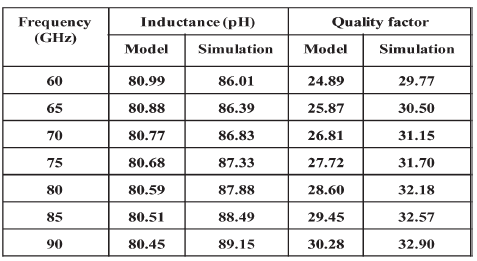 Frequency (GHz) Inductance (pH) Quality factor
Model Simulation Model Simulation
60 80.99 86.01 24.89 29.77
65 80.88 86.39 25.87 30.50
70 80.77 86.83 26.81 31.15
75 80.68 87.33 27.72 31.70
80 80.59 87.88 28.60 32.18
85 80.51 88.49 29.45 32.57
90 80.45 89.15 30.28 32.90